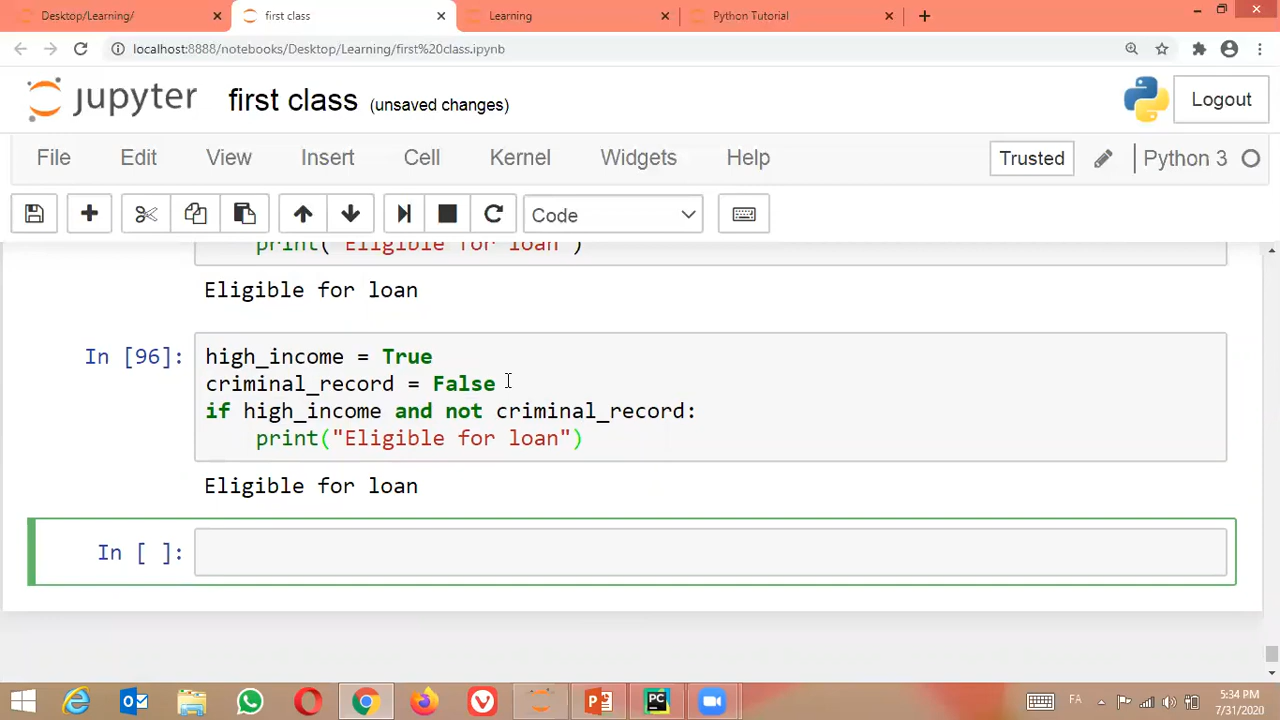 Desktop/Learning/
first class
Learning
Python Tutorial
localhost:8888/notebooks/Desktop/Learning/first%20class.ipynb
jupyter first class (unsaved changes)
Logout
File Edit View Insert Cell Kernel Widgets Help
Trusted
Python 3
Code
print("Eligible for loan")
Eligible for loan
In [96]:
high_income = True
criminal_record = False
if high_income and not criminal_record:
    print("Eligible for loan")
Eligible for loan
In [ ]:
FA
5:34 PM
7/31/2020